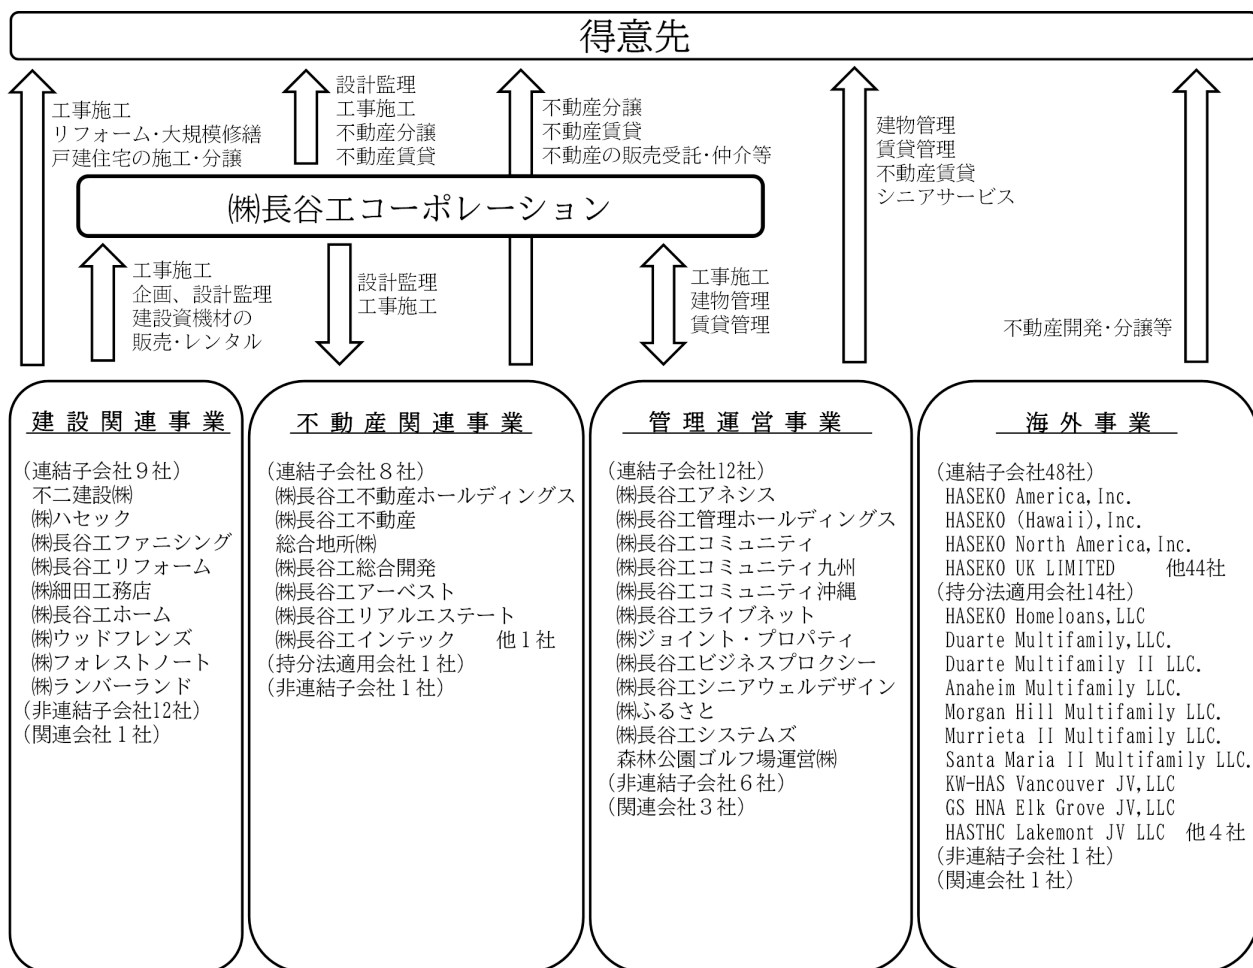 得意先
工事施工
リフォーム・大規模修繕
戸建住宅の施工・分譲
設計監理
工事施工
不動産分譲
不動産賃貸
不動産分譲
不動産賃貸
不動産の販売受託・仲介等
建物管理
賃貸管理
不動産賃貸
シニアサービス
㈱長谷工コーポレーション
工事施工
企画、設計監理
建設資機材の
販売・レンタル
設計監理
工事施工
工事施工
建物管理
賃貸管理
不動産開発・分譲等
建設関連事業
(連結子会社９社)
不二建設㈱
㈱ハセック
㈱長谷工ファニシング
㈱長谷工リフォーム
㈱細田工務店
㈱長谷工ホーム
㈱ウッドフレンズ
㈱フォレストノート
㈱ランバーランド
(非連結子会社12社)
(関連会社１社)
不動産関連事業
(連結子会社８社)
㈱長谷工不動産ホールディングス
㈱長谷工不動産
総合地所㈱
㈱長谷工総合開発
㈱長谷工アーベスト
㈱長谷工リアルエステート
㈱長谷工インテック　他１社
(持分法適用会社１社)
(非連結子会社１社)
管理運営事業
(連結子会社12社)
㈱長谷工アネシス
㈱長谷工管理ホールディングス
㈱長谷工コミュニティ
㈱長谷工コミュニティ九州
㈱長谷工コミュニティ沖縄
㈱長谷工ライブネット
㈱ジョイント・プロパティ
㈱長谷工ビジネスプロクシー
㈱長谷工シニアウェルデザイン
㈱ふるさと
㈱長谷工システムズ
森林公園ゴルフ場運営㈱
(非連結子会社６社)
(関連会社３社)
海外事業
(連結子会社48社)
HASEKO America,Inc.
HASEKO (Hawaii),Inc.
HASEKO North America,Inc.
HASEKO UK LIMITED　他44社
(持分法適用会社14社)
HASEKO Homeloans,LLC
Duarte Multifamily,LLC.
Duarte Multifamily II LLC.
Anaheim Multifamily LLC.
Morgan Hill Multifamily LLC.
Murrieta II Multifamily LLC.
Santa Maria II Multifamily LLC.
KW-HAS Vancouver JV,LLC
GS HNA Elk Grove JV,LLC
HASTHC Lakemont JV LLC　他４社
(非連結子会社１社)
(関連会社１社)